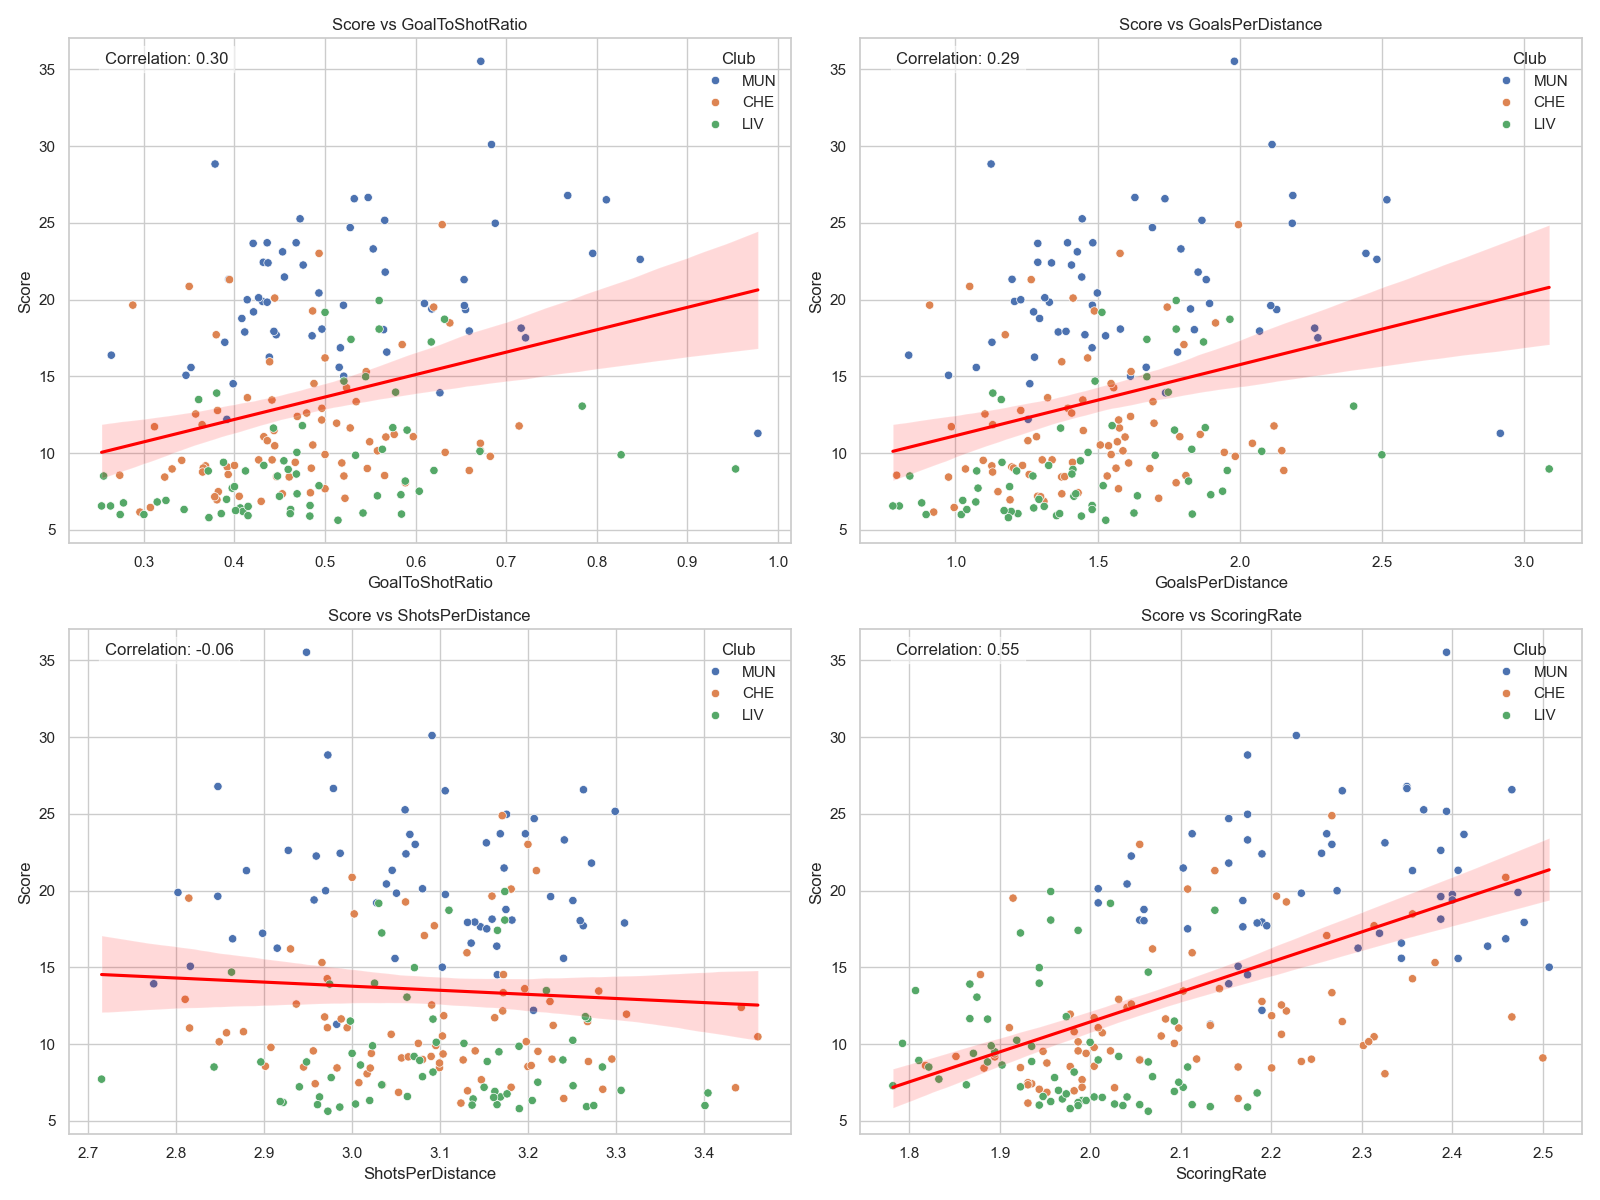 Score vs GoalToShotRatio
Correlation: 0.30
Club
MUN
CHE
LIV
35
30
25
20
15
10
5
Score
0.3 0.4 0.5 0.6 0.7 0.8 0.9 1.0
GoalToShotRatio
Score vs GoalsPerDistance
Correlation: 0.29
Club
MUN
CHE
LIV
35
30
25
20
15
10
5
Score
1.0 1.5 2.0 2.5 3.0
GoalsPerDistance
Score vs ShotsPerDistance
Correlation: -0.06
Club
MUN
CHE
LIV
35
30
25
20
15
10
5
Score
2.7 2.8 2.9 3.0 3.1 3.2 3.3 3.4
ShotsPerDistance
Score vs ScoringRate
Correlation: 0.55
Club
MUN
CHE
LIV
35
30
25
20
15
10
5
Score
1.8 1.9 2.0 2.1 2.2 2.3 2.4 2.5
ScoringRate